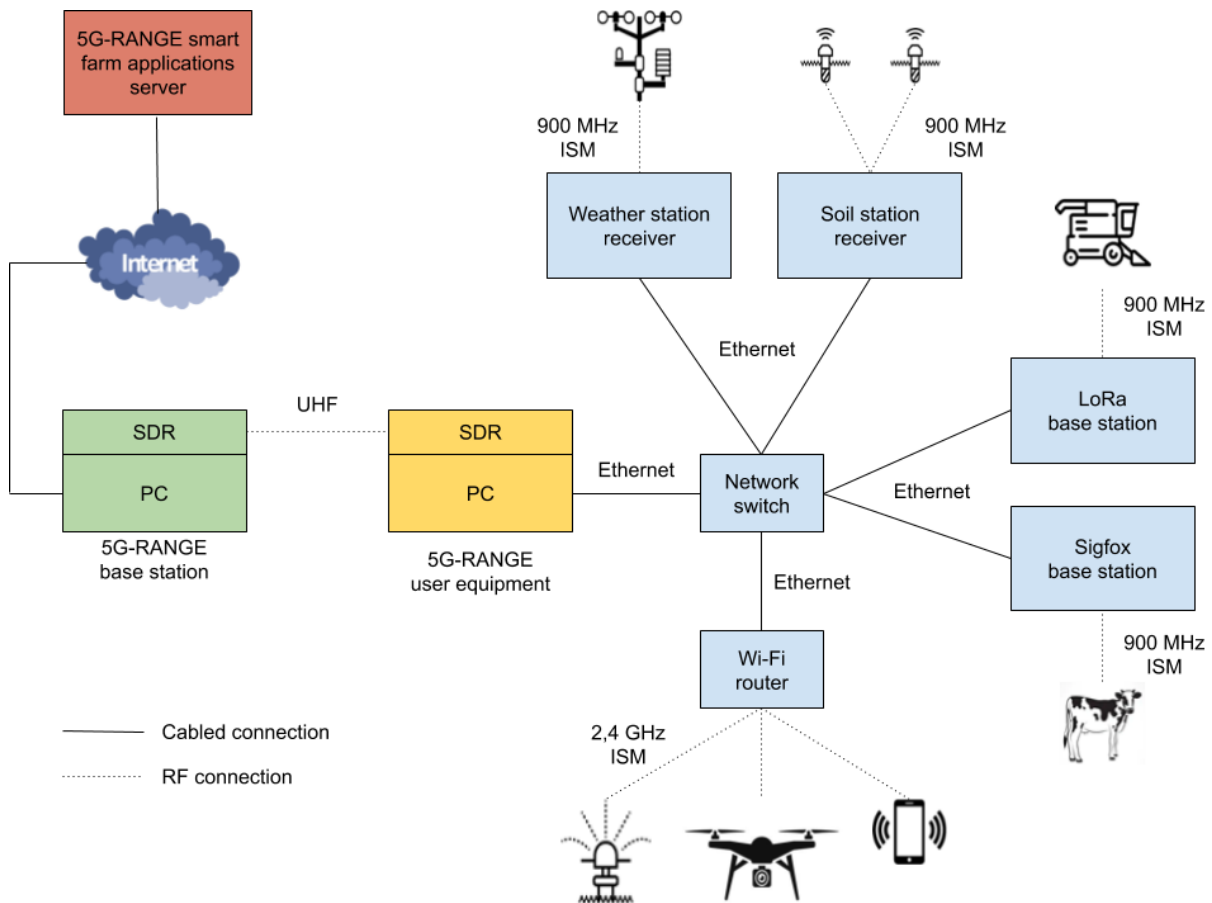 5G-RANGE smart
farm applications
server
900 MHz
ISM
900 MHz
ISM
Weather station
receiver
Soil station
receiver
Internet
900 MHz
ISM
Ethernet
LoRa
base station
UHF
SDR
PC
5G-RANGE
base station
SDR
PC
5G-RANGE
user equipment
Ethernet
Network
switch
Ethernet
Sigfox
base station
Ethernet
900 MHz
ISM
Wi-Fi
router
2,4 GHz
ISM
Cabled connection
RF connection